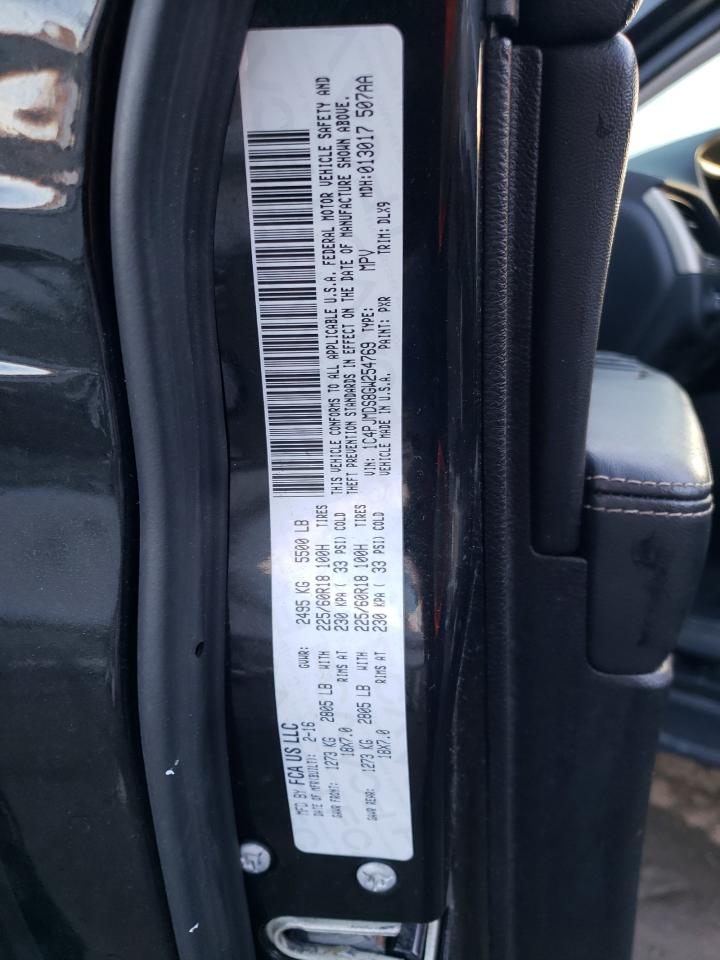 MFD BY FCA US LLC
DATE OF MFR(BUILT): 2-16 GVWR: 2495 KG 5500 LB
GAWR FRONT: 1273 KG 2805 LB WITH 225/60R18 100H TIRES
18X7.0 RIMS AT 230 KPA ( 33 PSI) COLD
GAWR REAR: 1273 KG 2805 LB WITH 225/60R18 100H TIRES
18X7.0 RIMS AT 230 KPA ( 33 PSI) COLD
THIS VEHICLE CONFORMS TO ALL APPLICABLE U.S.A. FEDERAL MOTOR VEHICLE SAFETY AND
THEFT PREVENTION STANDARDS IN EFFECT ON THE DATE OF MANUFACTURE SHOWN ABOVE.
VIN: 1C4PJMDS8GW254769 TYPE: MPV MDH:013017 507AA
VEHICLE MADE IN U.S.A. PAINT: PXR TRIM: DLX9